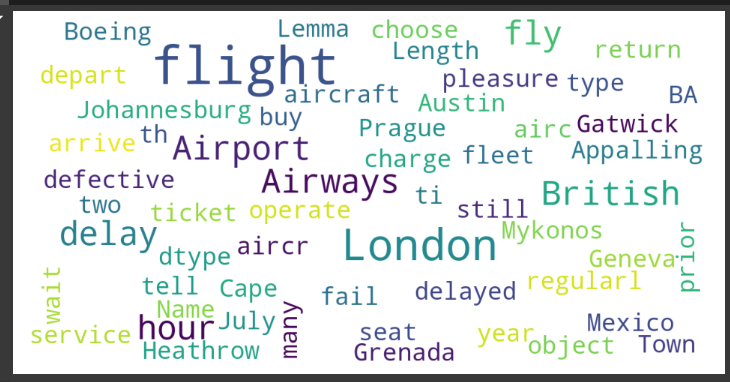 Boeing Lemma choose fly
flight Length return
depart pleasure type
aircraft BA
Johannesburg buy Austin
arrive th Airport Prague airc Gatwick
charge fleet Appalling
defective Airways ti British
two ticket operate still
delay London Mykonos
dtype aircr Geneva prior
wait tell Cape fail delayed regularl
Name July many
service hour seat year Mexico
Heathrow Grenada object Town